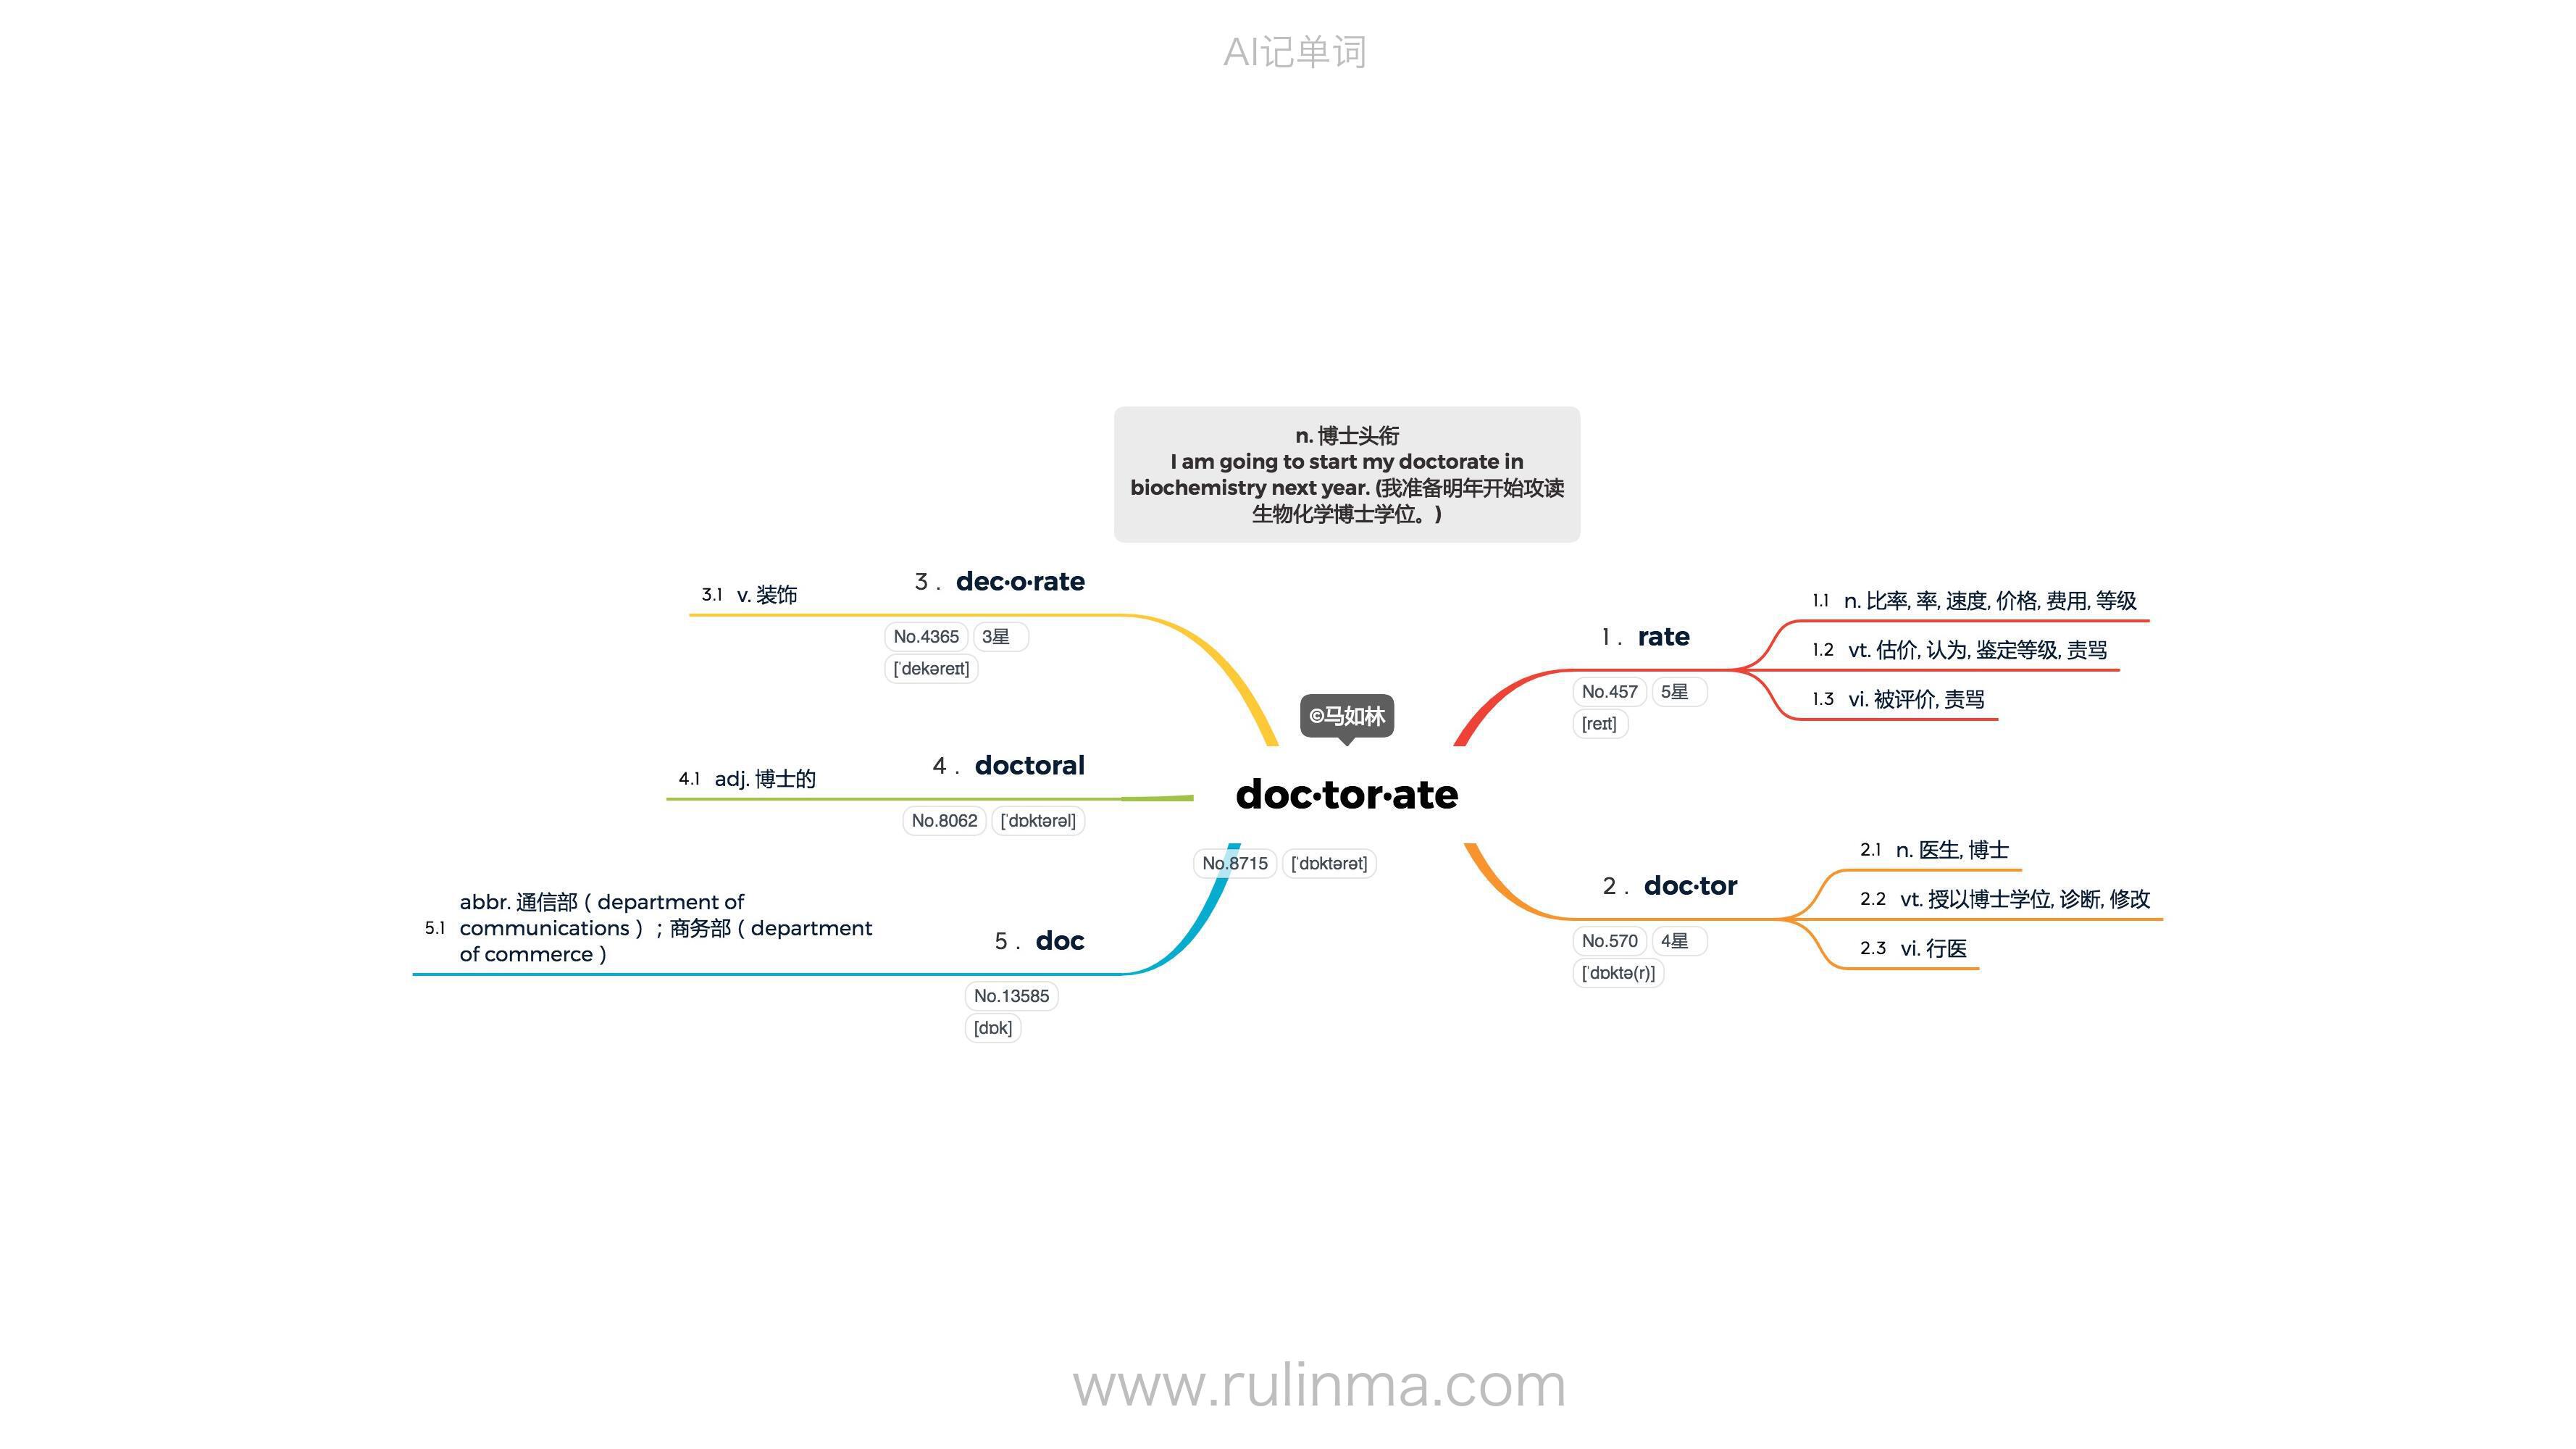 AI记单词
n. 博士头衔
I am going to start my doctorate in
biochemistry next year. (我准备明年开始攻读
生物化学博士学位。)
©马如林
doc·tor·ate
No.8715 [ˈdɒktərət]
1. rate
No.457 5星
[reɪt]
1.1 n. 比率, 率, 速度, 价格, 费用, 等级
1.2 vt. 估价, 认为, 鉴定等级, 责骂
1.3 vi. 被评价, 责骂
2. doc·tor
No.570 4星
[ˈdɒktə(r)]
2.1 n. 医生, 博士
2.2 vt. 授以博士学位, 诊断, 修改
2.3 vi. 行医
3. dec·o·rate
No.4365 3星
[ˈdekəreɪt]
3.1 v. 装饰
4. doctoral
No.8062 [ˈdɒktərəl]
4.1 adj. 博士的
5. doc
No.13585
[dɒk]
5.1 abbr. 通信部（department of
communications）；商务部（department
of commerce）
www.rulinma.com